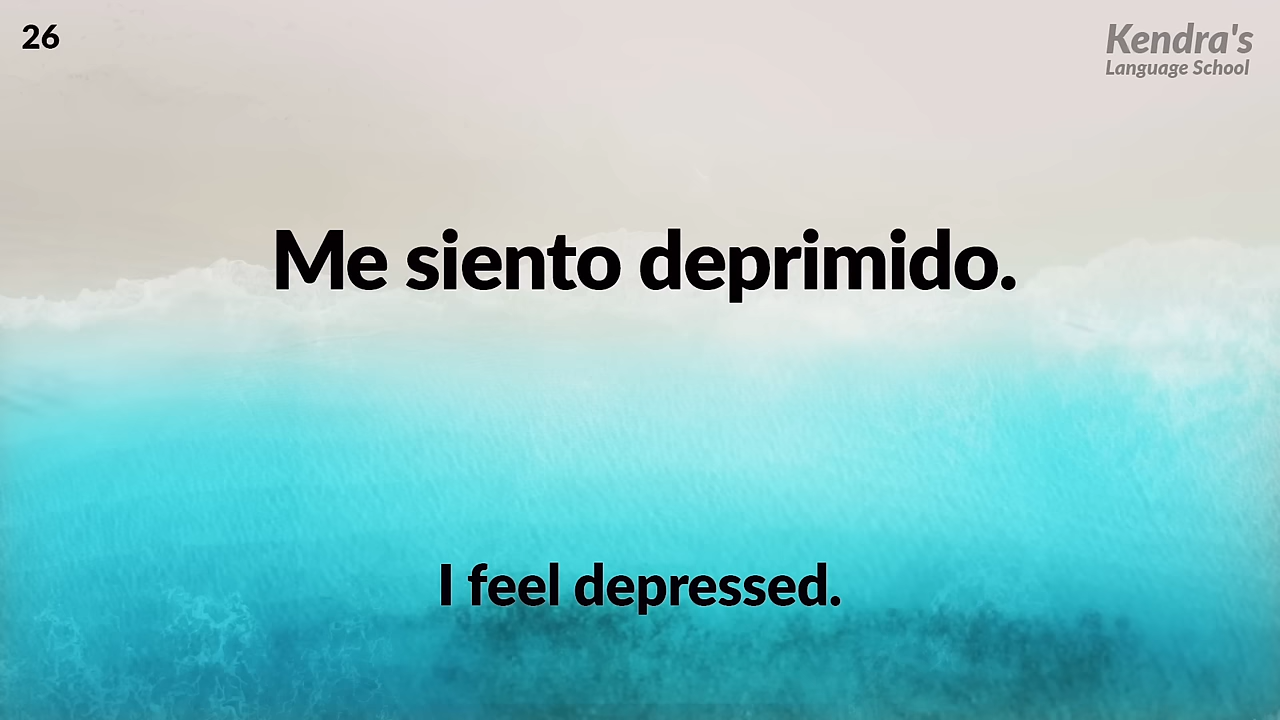 26
Kendra's
Language School
Me siento deprimido.
I feel depressed.